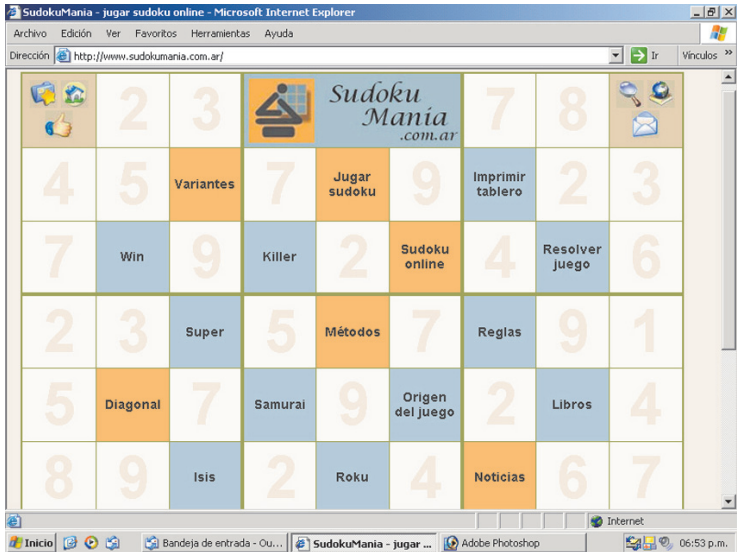 SudokuMania - jugar sudoku online - Microsoft Internet Explorer
Archivo Edición Ver Favoritos Herramientas Ayuda
Dirección http://www.sudokumania.com.ar/ Ir Vínculos »
2 3 Sudoku 7 8
Manía
.com.ar
4 5 Variantes 7 Jugar sudoku 9 Imprimir tablero 2 3
7 Win 9 Killer 2 Sudoku online 4 Resolver juego 6
2 3 Super 5 Métodos 7 Reglas 9 1
5 Diagonal 7 Samurai 9 Origen del juego 2 Libros 4
8 9 Isis 2 Roku 4 Noticias 6 7
Internet
Inicio Bandeja de entrada - Ou... SudokuMania - jugar ... Adobe Photoshop 06:53 p.m.